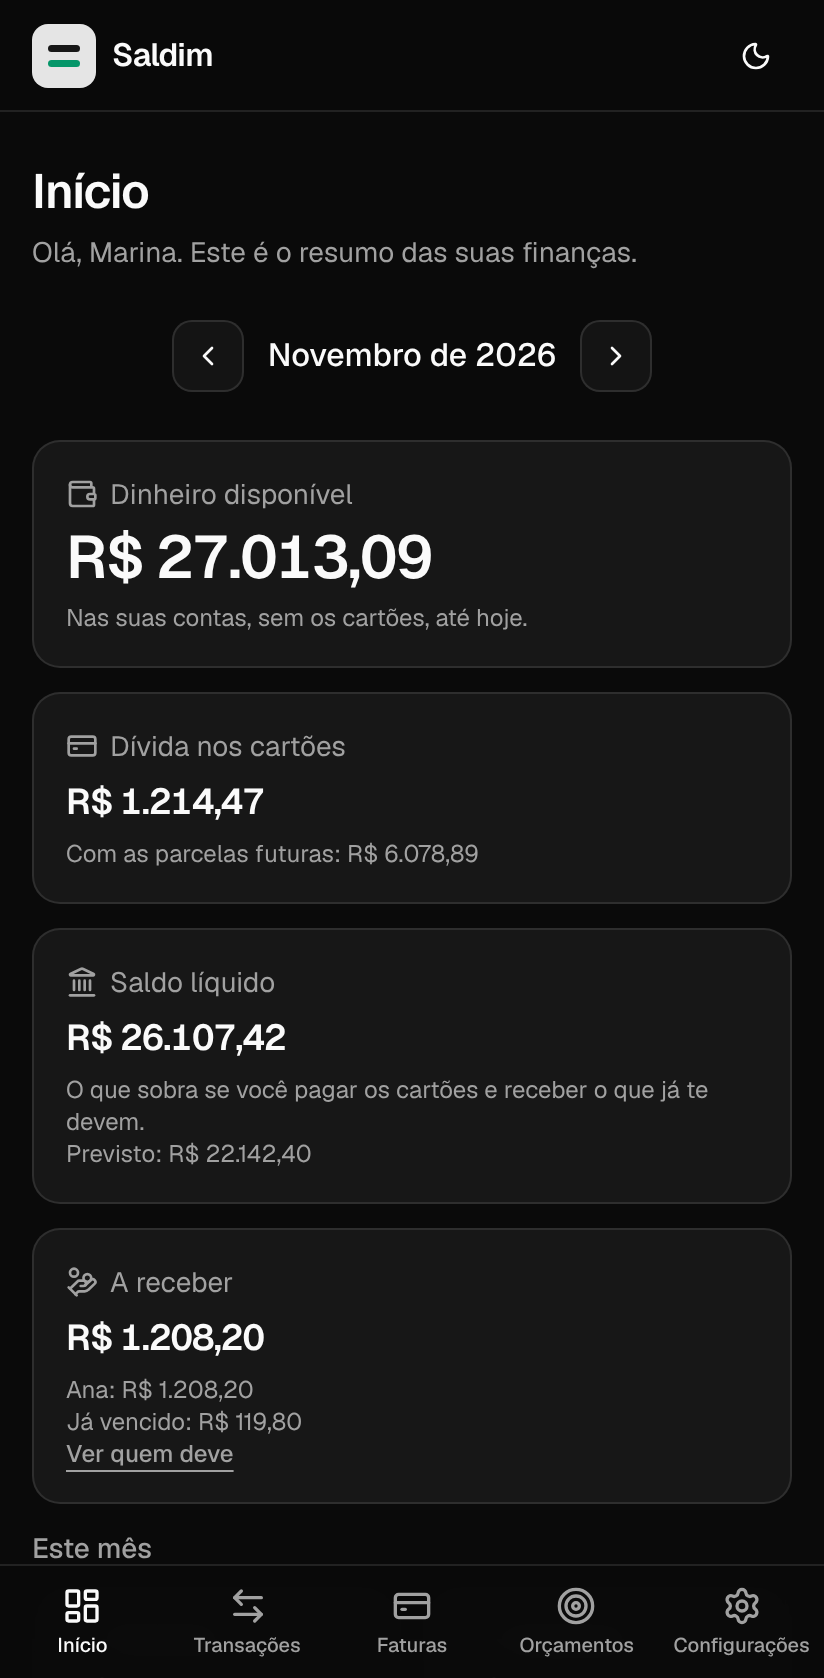 Saldim
Início
Olá, Marina. Este é o resumo das suas finanças.
Novembro de 2026
Dinheiro disponível
R$ 27.013,09
Nas suas contas, sem os cartões, até hoje.
Dívida nos cartões
R$ 1.214,47
Com as parcelas futuras: R$ 6.078,89
Saldo líquido
R$ 26.107,42
O que sobra se você pagar os cartões e receber o que já te
devem.
Previsto: R$ 22.142,40
A receber
R$ 1.208,20
Ana: R$ 1.208,20
Já vencido: R$ 119,80
Ver quem deve
Este mês
Início
Transações
Faturas
Orçamentos
Configurações